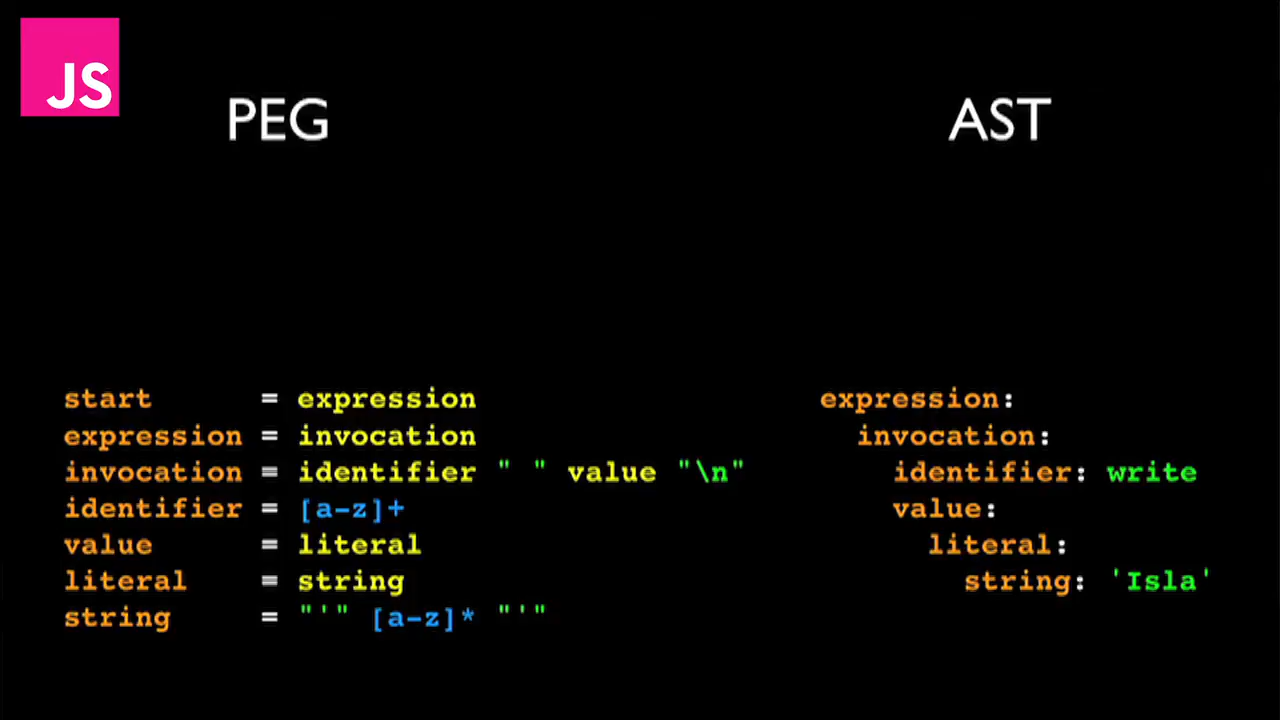 JS
PEG
AST
start = expression
expression = invocation
invocation = identifier " " value "\n"
identifier = [a-z]+
value = literal
literal = string
string = "'" [a-z]* "'"
expression:
invocation:
identifier: write
value:
literal:
string: 'Isla'